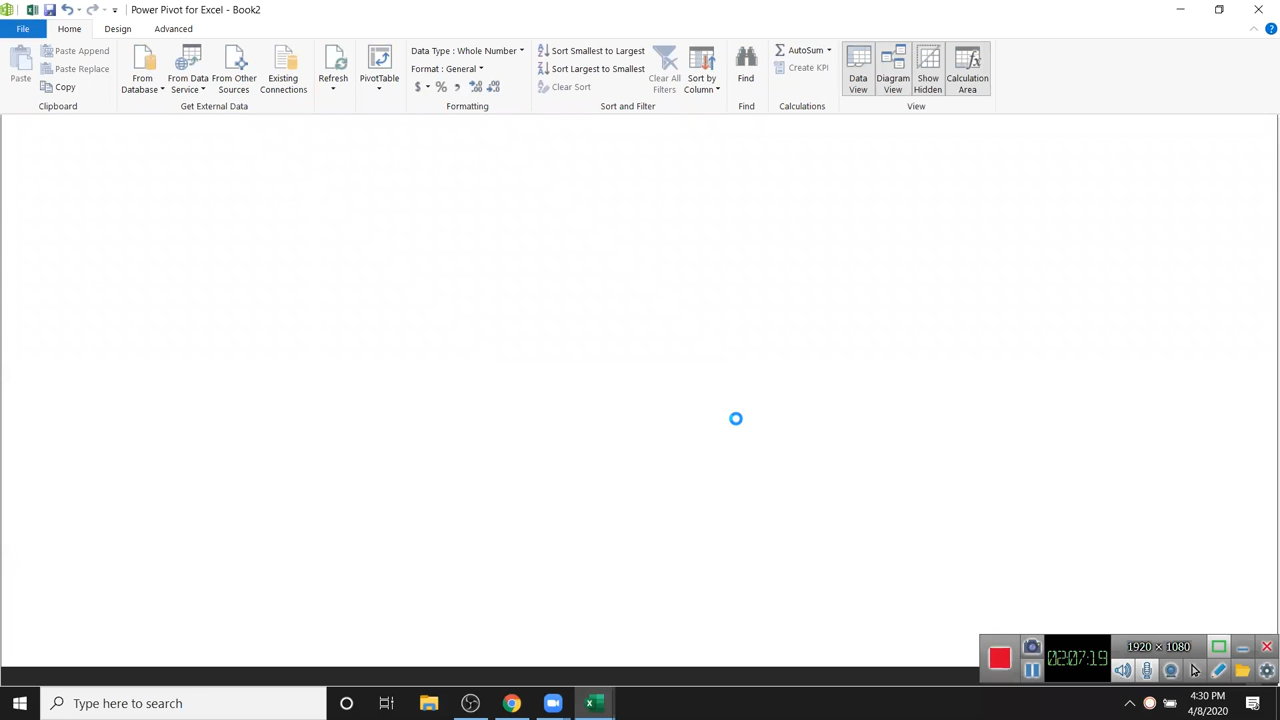 Power Pivot for Excel - Book2
File Home Design Advanced
Paste
Paste Append
Paste Replace
Copy
Clipboard
From Database
From Data Service
From Other Sources
Existing Connections
Get External Data
Refresh
PivotTable
Data Type : Whole Number
Format : General
$ % ,
Formatting
Sort Smallest to Largest
Sort Largest to Smallest
Clear Sort
Clear All Filters
Sort by Column
Sort and Filter
Find
Find
AutoSum
Create KPI
Calculations
Data View
Diagram View
Show Hidden
Calculation Area
View
02:07:19
1920 × 1080
Type here to search
4:30 PM
4/8/2020